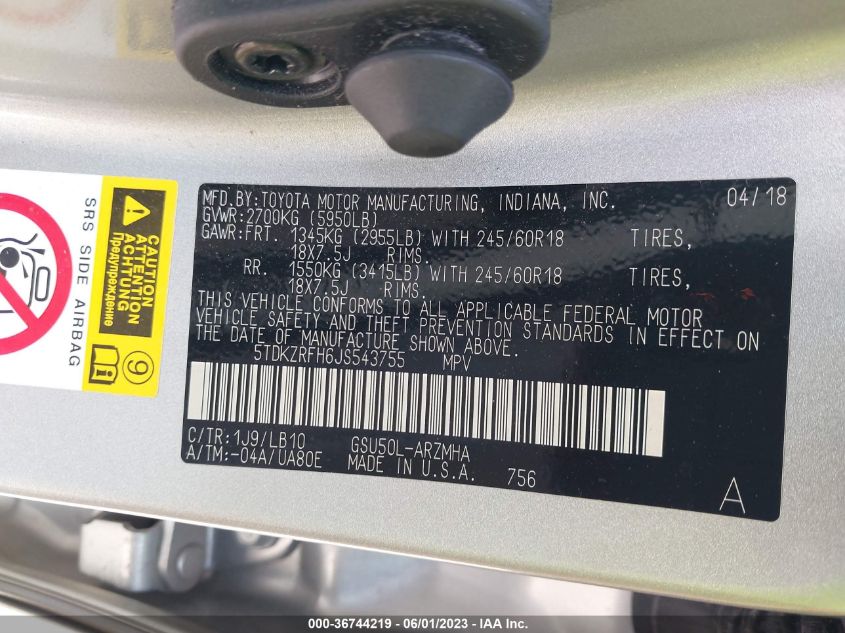 MFD.BY:TOYOTA MOTOR MANUFACTURING, INDIANA, INC. 04/18
GVWR:2700KG (5950LB)
GAWR:FRT. 1345KG (2955LB) WITH 245/60R18 TIRES,
18X7.5J RIMS.
RR. 1550KG (3415LB) WITH 245/60R18 TIRES,
18X7.5J RIMS.
THIS VEHICLE CONFORMS TO ALL APPLICABLE FEDERAL MOTOR
VEHICLE SAFETY AND THEFT PREVENTION STANDARDS IN EFFECT ON
THE DATE OF MANUFACTURE SHOWN ABOVE.
5TDKZRFH6JS543755 MPV
C/TR:1J9/LB10 GSU50L-ARZMHA
A/TM:-04A/UA80E MADE IN U.S.A. 756
A
SRS SIDE AIRBAG
CAUTION
ATTENTION
ACHTUNG
Предупреждение
9
000-36744219 - 06/01/2023 - IAA Inc.